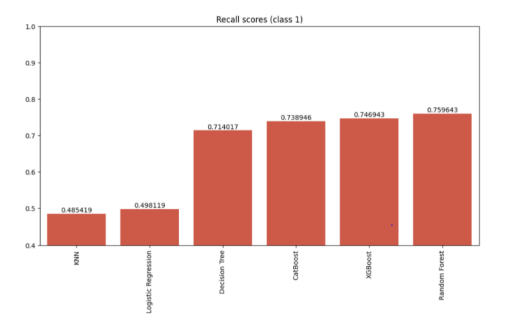 Recall scores (class 1)
1.0
0.9
0.8
0.7
0.6
0.5
0.4
0.485419
0.498119
0.714017
0.738946
0.746943
0.759643
KNN
Logistic Regression
Decision Tree
CatBoost
XGBoost
Random Forest